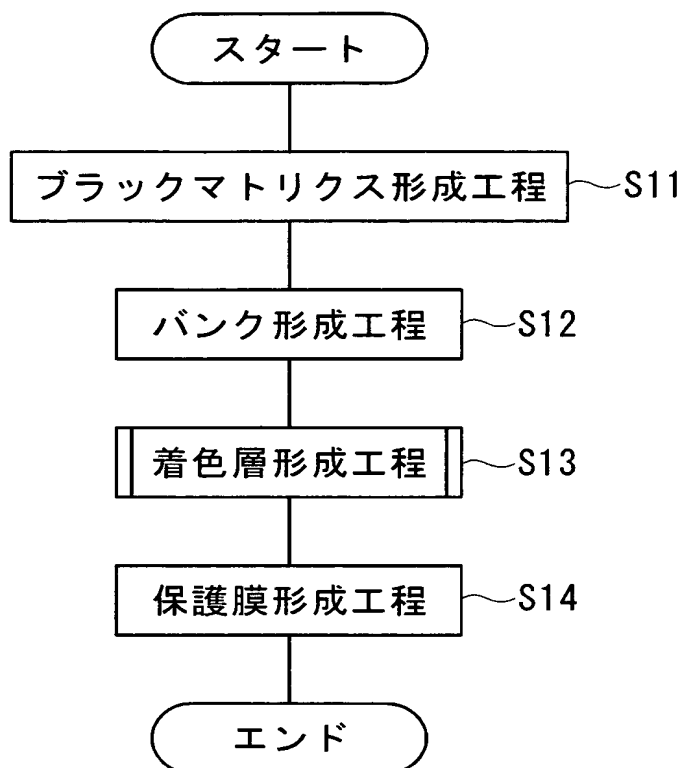 スタート
ブラックマトリクス形成工程 S11
バンク形成工程 S12
着色層形成工程 S13
保護膜形成工程 S14
エンド